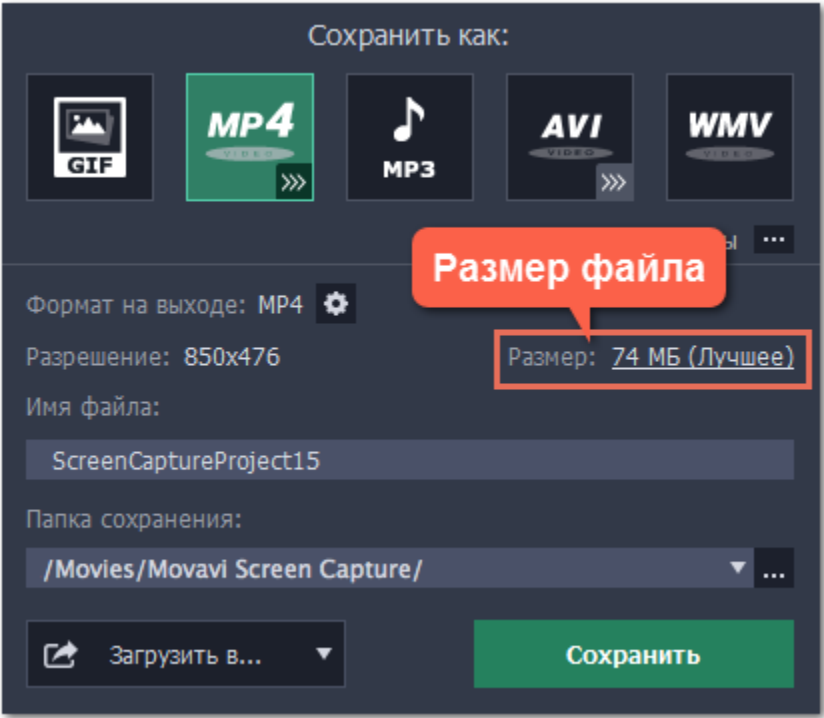 Сохранить как:
GIF
MP4
VIDEO
MP3
AVI
VIDEO
WMV
VIDEO
Размер файла
Формат на выходе: MP4
Разрешение: 850x476
Размер: 74 МБ (Лучшее)
Имя файла:
ScreenCaptureProject15
Папка сохранения:
/Movies/Movavi Screen Capture/
...
Загрузить в...
Сохранить